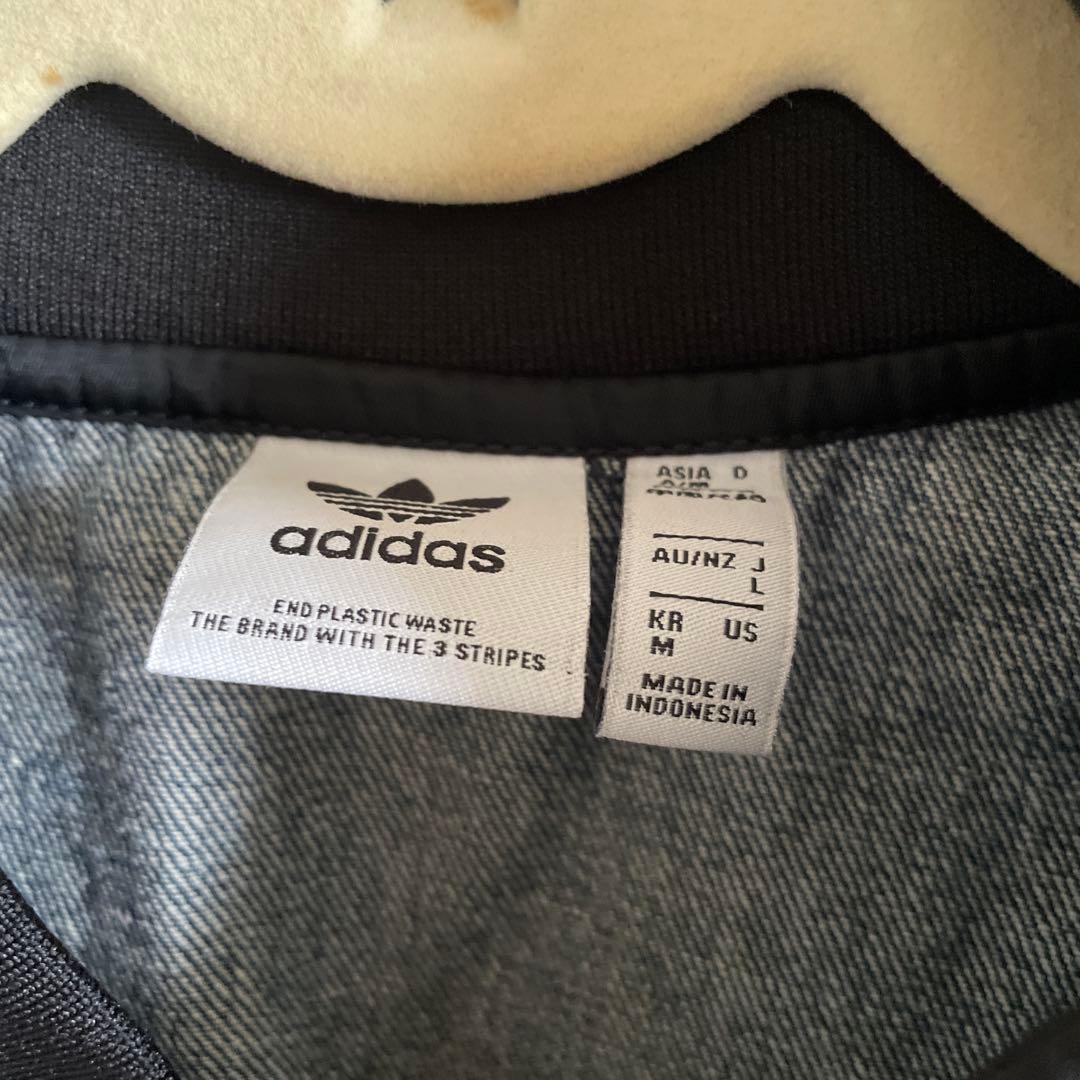 adidas
END PLASTIC WASTE
THE BRAND WITH THE 3 STRIPES
ASIA D
A/M
AU/NZ J
L
KR US
M
MADE IN
INDONESIA